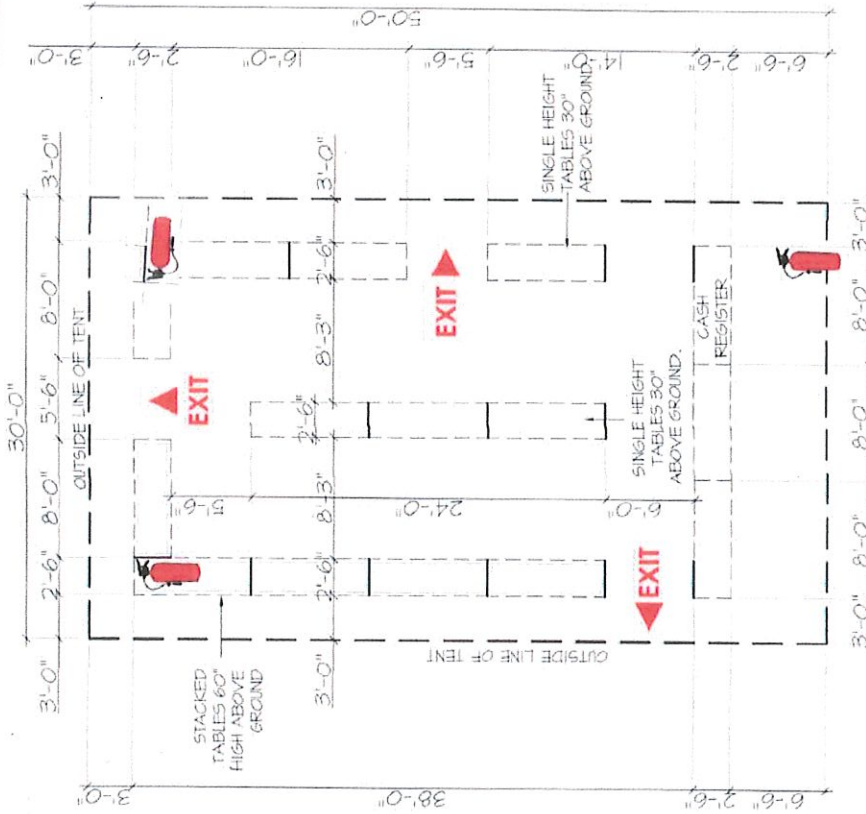 30'-0"
OUTSIDE LINE OF TENT
3'-0"
2'-6"
8'-0"
5'-6"
8'-0"
3'-0"
3'-0"
2'-6"
16'-0"
5'-6"
14'-0"
2'-6"
6'-6"
50'-0"
3'-0"
38'-0"
2'-6"
6'-6"
EXIT
STACKED
TABLES 60"
HIGH ABOVE
GROUND
5'-6"
24'-0"
6'-0"
3'-0"
2'-6"
8'-3"
2'-6"
8'-3"
2'-6"
3'-0"
EXIT
SINGLE HEIGHT
TABLES 30"
ABOVE GROUND
SINGLE HEIGHT
TABLES 30"
ABOVE GROUND.
EXIT
OUTSIDE LINE OF TENT
CASH
REGISTER
3'-0"
8'-0"
8'-0"
8'-0"
3'-0"